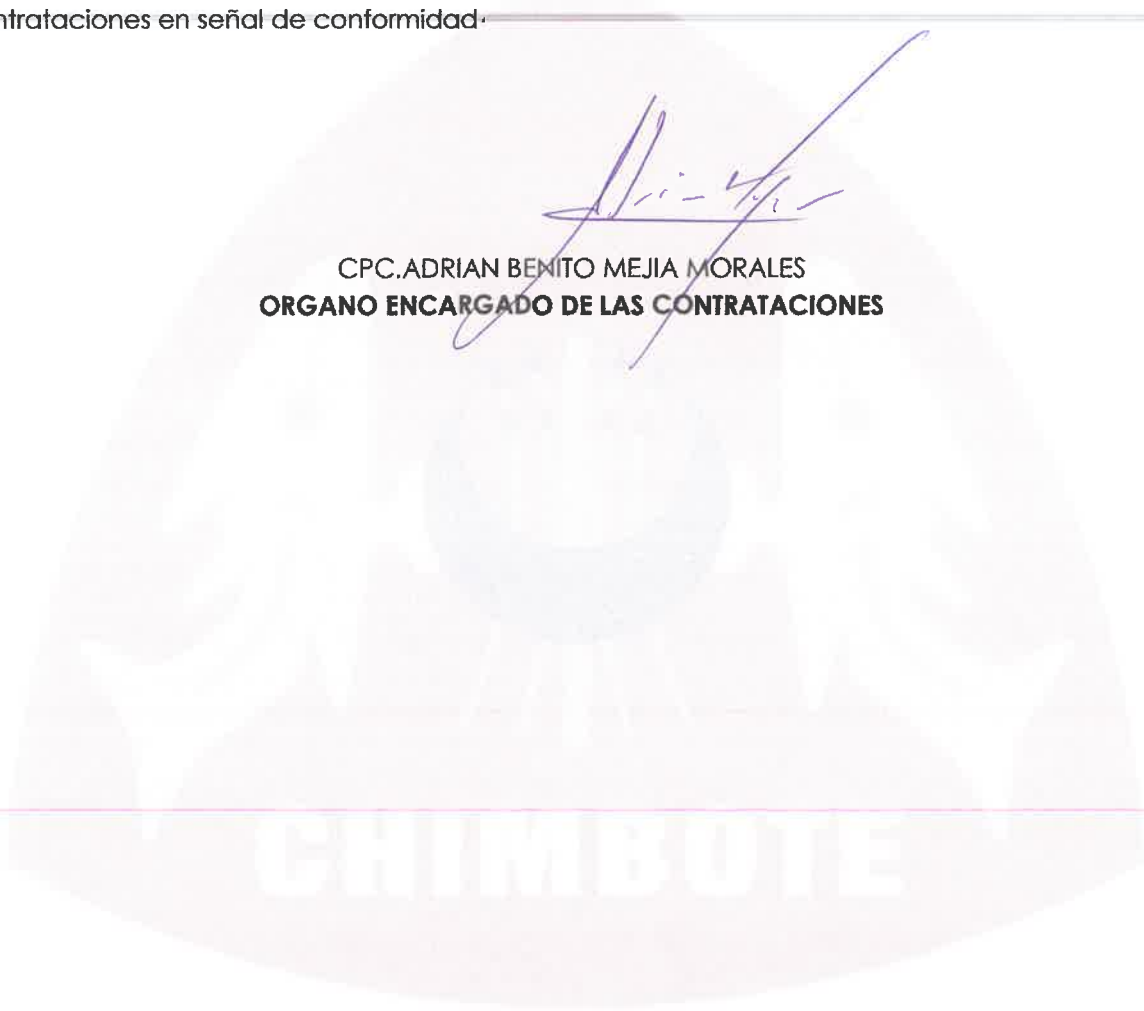 ntrataciones en señal de conformidad
CPC.ADRIAN BENITO MEJIA MORALES
ORGANO ENCARGADO DE LAS CONTRATACIONES
CHIMBOTE